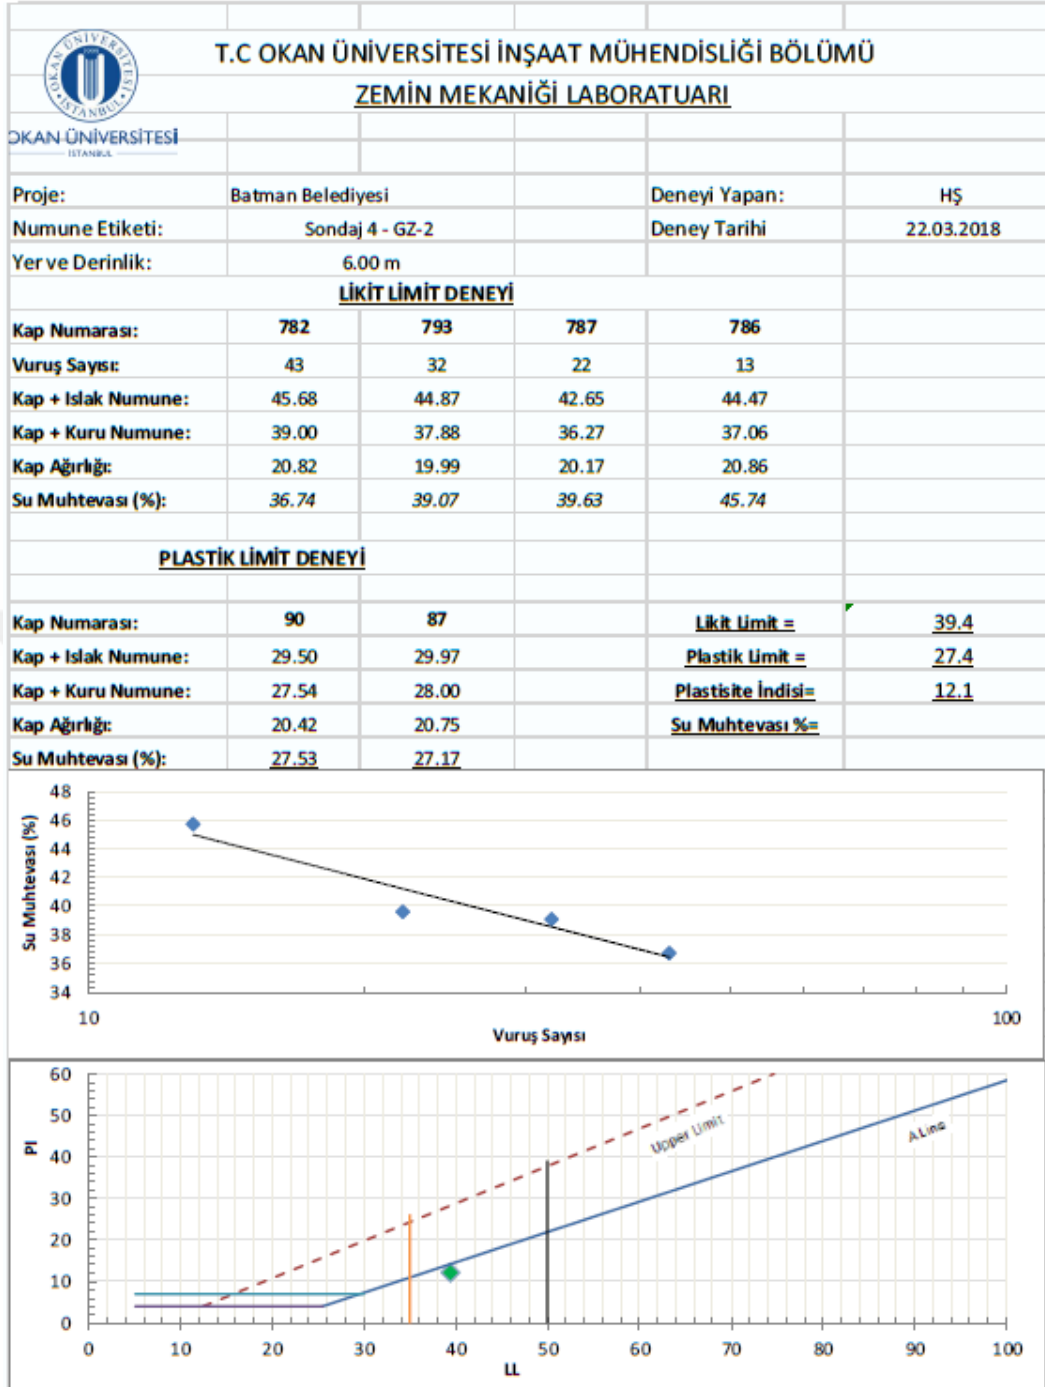 OKAN ÜNİVERSİTESİ
İSTANBUL
T.C OKAN ÜNİVERSİTESİ İNŞAAT MÜHENDİSLİĞİ BÖLÜMÜ
ZEMİN MEKANİĞİ LABORATUARI
OKAN ÜNİVERSİTESİ
İSTANBUL
Proje: Batman Belediyesi Deneyi Yapan: HŞ
Numune Etiketi: Sondaj 4 - GZ-2 Deney Tarihi 22.03.2018
Yer ve Derinlik: 6.00 m
LİKİT LİMİT DENEYİ
Kap Numarası: 782 793 787 786
Vuruş Sayısı: 43 32 22 13
Kap + Islak Numune: 45.68 44.87 42.65 44.47
Kap + Kuru Numune: 39.00 37.88 36.27 37.06
Kap Ağırlığı: 20.82 19.99 20.17 20.86
Su Muhtevası (%): 36.74 39.07 39.63 45.74
PLASTİK LİMİT DENEYİ
Kap Numarası: 90 87 Likit Limit = 39.4
Kap + Islak Numune: 29.50 29.97 Plastik Limit = 27.4
Kap + Kuru Numune: 27.54 28.00 Plastisite İndisi= 12.1
Kap Ağırlığı: 20.42 20.75 Su Muhtevası %=
Su Muhtevası (%): 27.53 27.17
Su Muhtevası (%)
48
46
44
42
40
38
36
34
10 100
Vuruş Sayısı
PI
60
50
40
30
20
10
0
Upper Limit
A Line
0 10 20 30 40 50 60 70 80 90 100
LL